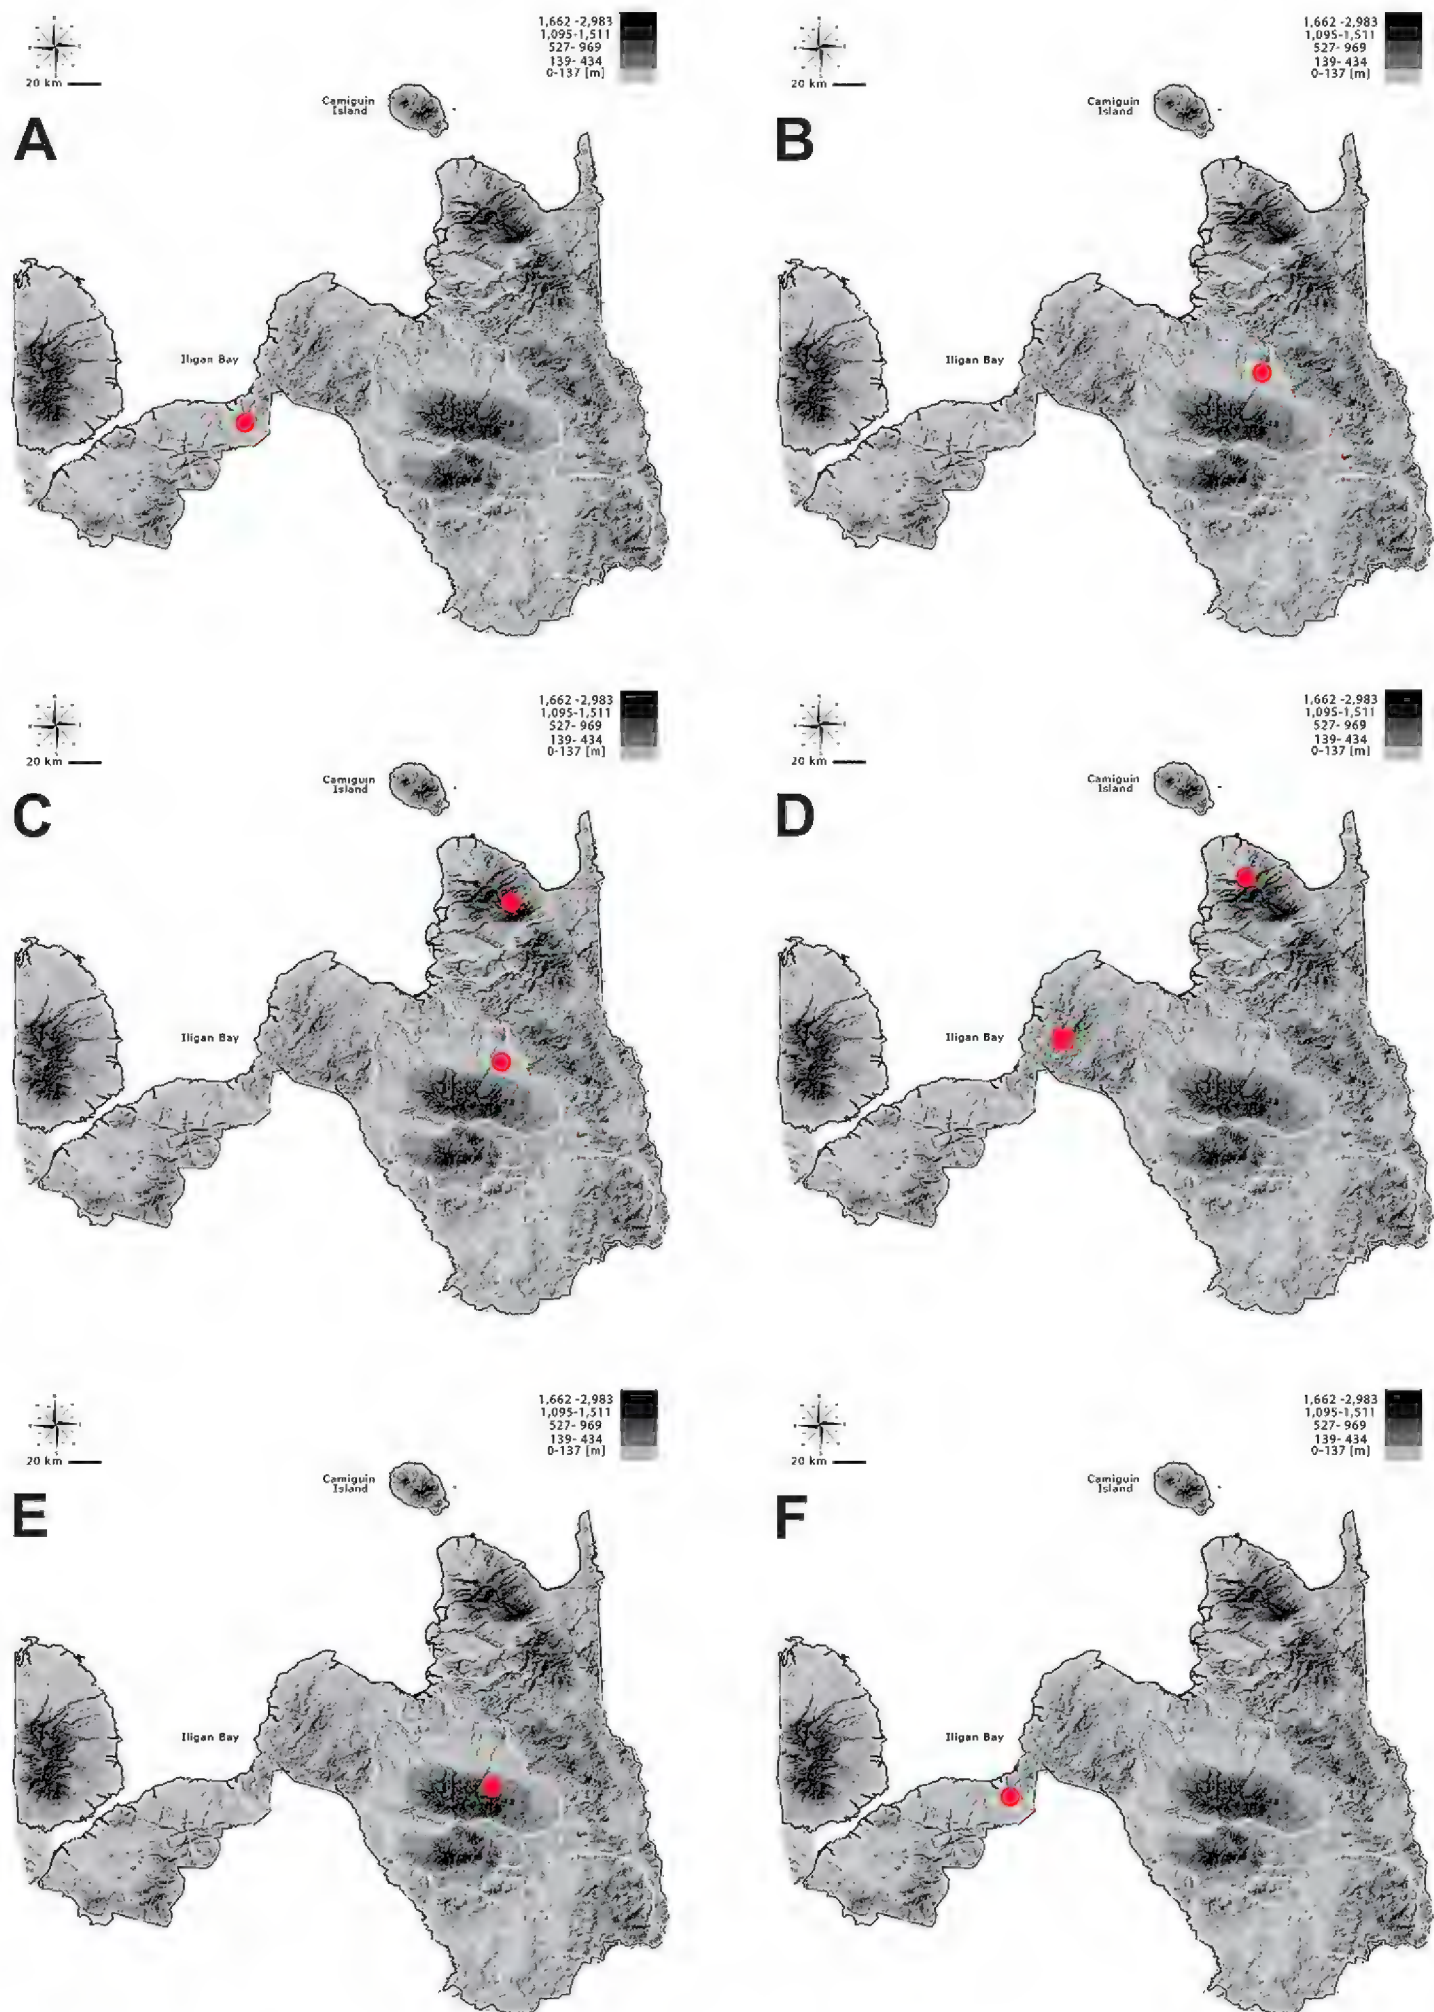 1,662 -2,983
1,095-1,511
527- 969
139- 434
0-137 [m]
20 km
Camiguin
Island
A
Iligan Bay
1,662 -2,983
1,095-1,511
527- 969
139- 434
0-137 [m]
20 km
Camiguin
Island
B
Iligan Bay
1,662 -2,983
1,095-1,511
527- 969
139- 434
0-137 [m]
20 km
Camiguin
Island
C
Iligan Bay
1,662 -2,983
1,095-1,511
527- 969
139- 434
0-137 [m]
20 km
Camiguin
Island
D
Iligan Bay
1,662 -2,983
1,095-1,511
527- 969
139- 434
0-137 [m]
20 km
Camiguin
Island
E
Iligan Bay
1,662 -2,983
1,095-1,511
527- 969
139- 434
0-137 [m]
20 km
Camiguin
Island
F
Iligan Bay